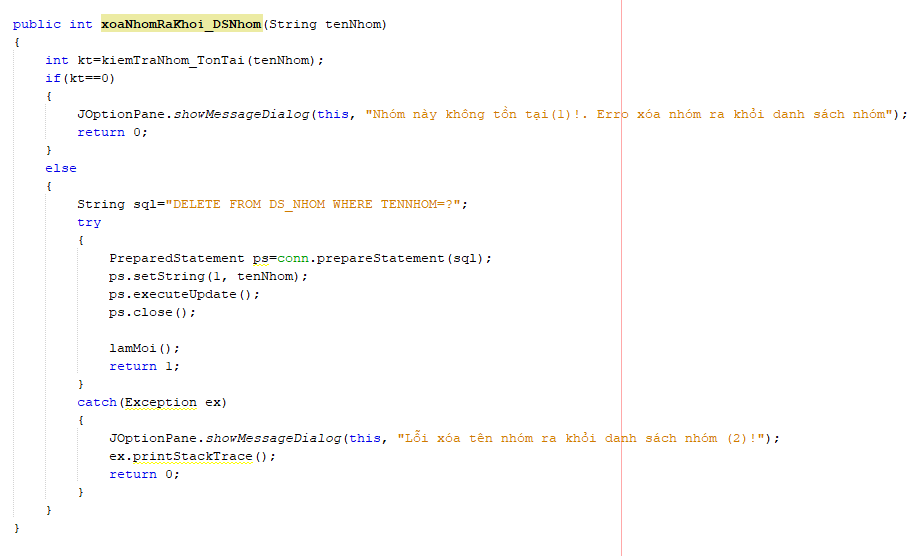 public int xoaNhomRaKhoi_DSNhom(String tenNhom)
{
int kt=kiemTraNhom_TonTai(tenNhom);
if(kt==0)
{
JOptionPane.showMessageDialog(this, "Nhóm này không tồn tại(1)!. Erro xóa nhóm ra khỏi danh sách nhóm");
return 0;
}
else
{
String sql="DELETE FROM DS_NHOM WHERE TENNHOM=?";
try
{
PreparedStatement ps=conn.prepareStatement(sql);
ps.setString(1, tenNhom);
ps.executeUpdate();
ps.close();
lamMoi();
return 1;
}
catch(Exception ex)
{
JOptionPane.showMessageDialog(this, "Lỗi xóa tên nhóm ra khỏi danh sách nhóm (2)!");
ex.printStackTrace();
return 0;
}
}
}